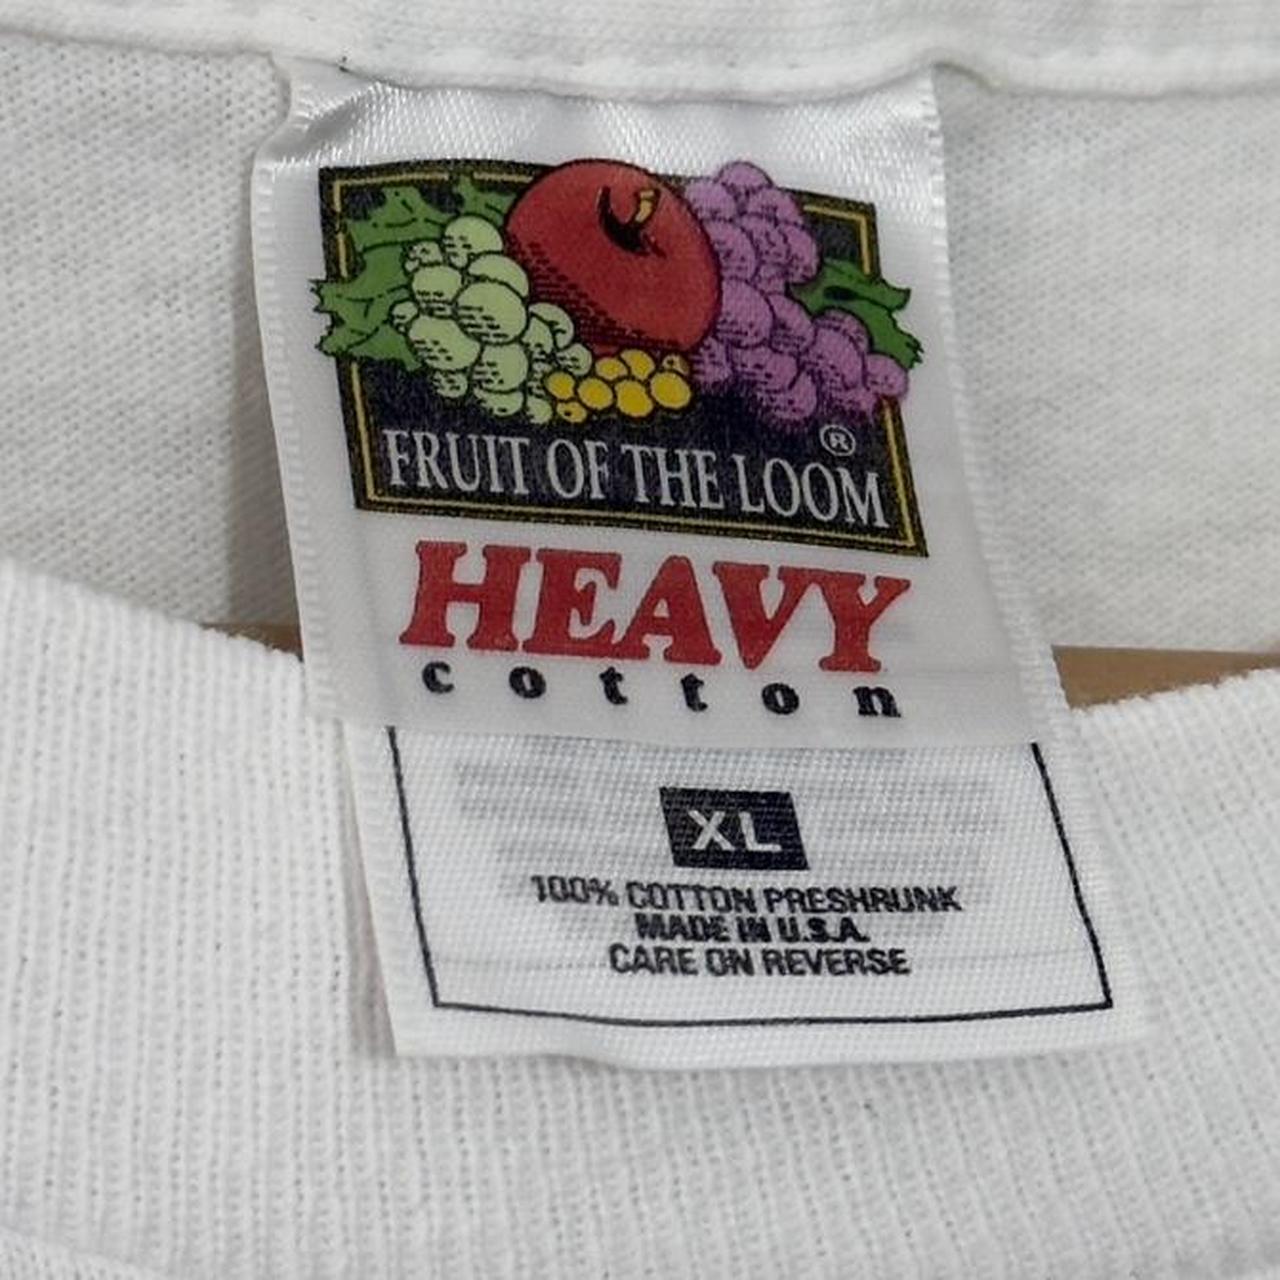 FRUIT OF THE LOOM®
HEAVY
cotton
XL
100% COTTON PRESHRUNK
MADE IN U.S.A.
CARE ON REVERSE